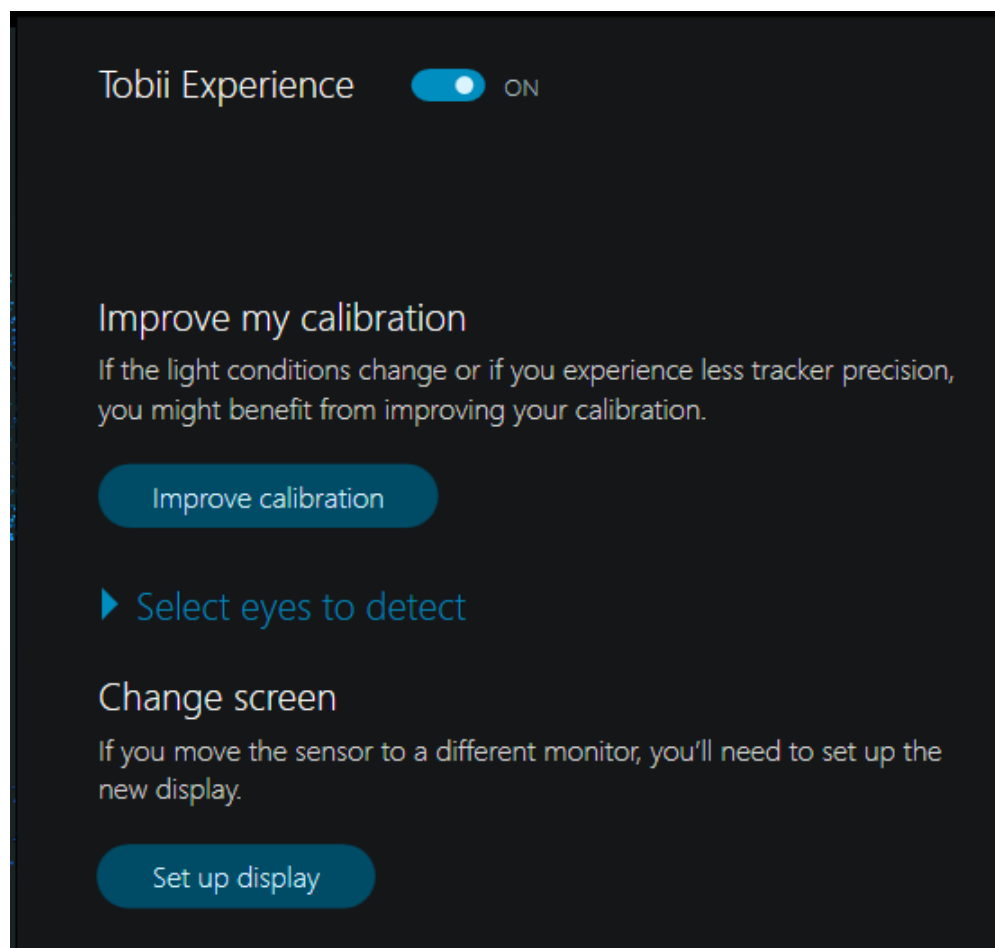 Tobii Experience ON
Improve my calibration
If the light conditions change or if you experience less tracker precision,
you might benefit from improving your calibration.
Improve calibration
Select eyes to detect
Change screen
If you move the sensor to a different monitor, you’ll need to set up the
new display.
Set up display